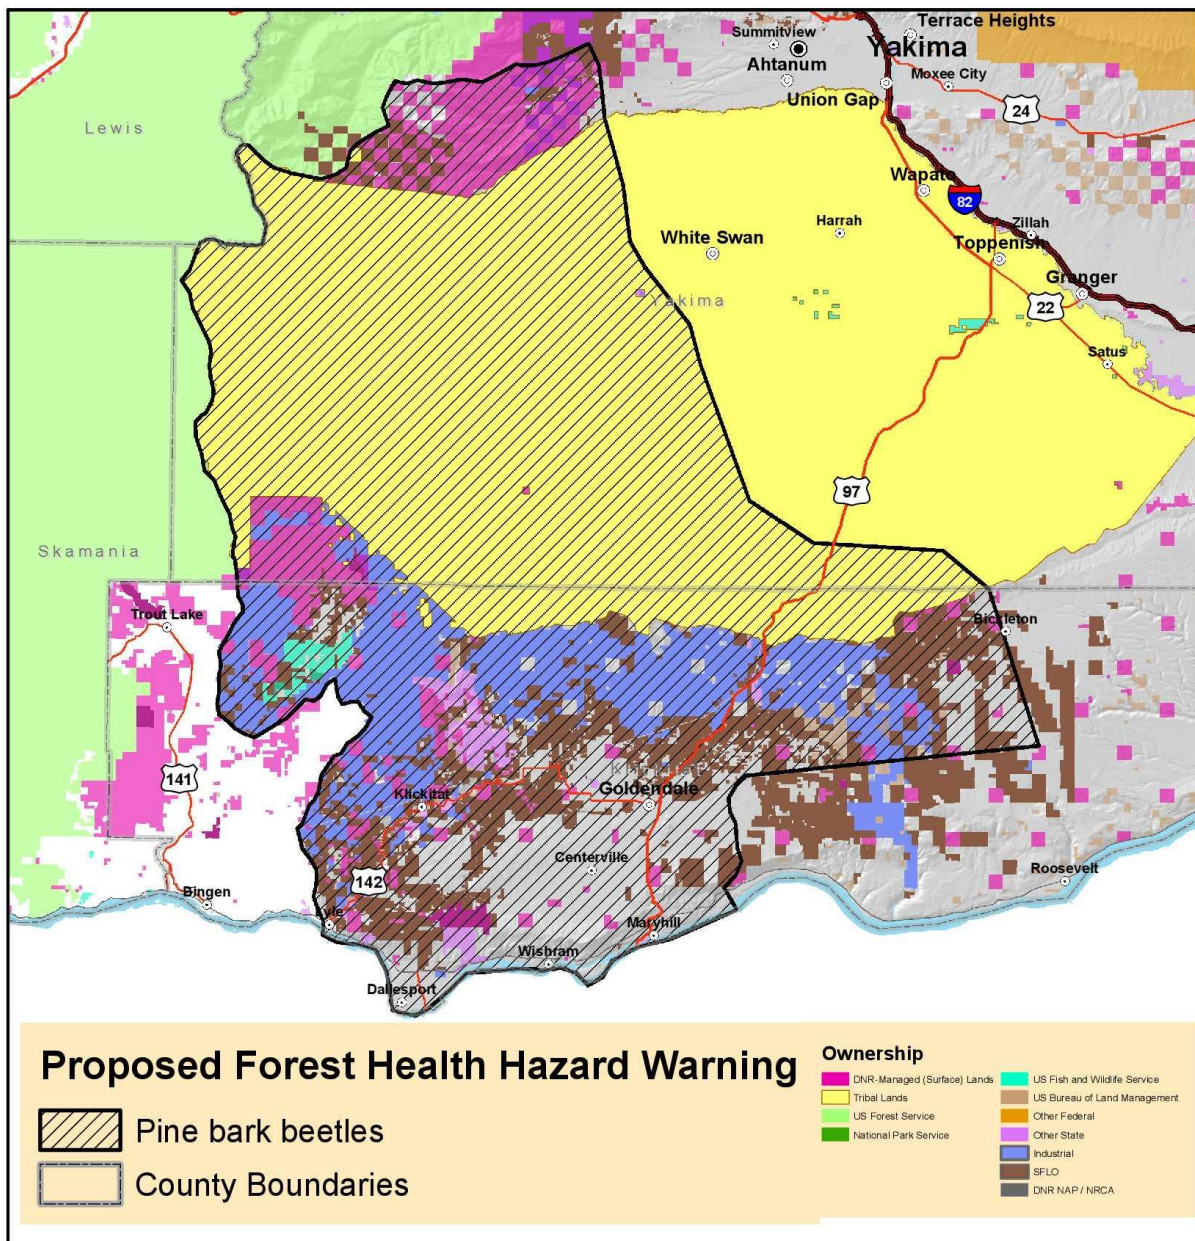 Terrace Heights
Summitview
Yakima
Ahtanum
Moxee City
Union Gap
24
Lewis
Wapato
82
Harrah
Zillah
White Swan
Toppenish
Granger
Yakima
22
Satus
97
Skamania
Trout Lake
Bickleton
141
Klickitat
Goldendale
Centerville
142
Roosevelt
Bingen
Lyle
Maryhill
Wishram
Dallesport
Proposed Forest Health Hazard Warning
Pine bark beetles
County Boundaries
Ownership
DNR-Managed (Surface) Lands
Tribal Lands
US Forest Service
National Park Service
US Fish and Wildlife Service
US Bureau of Land Management
Other Federal
Other State
Industrial
SFLO
DNR NAP / NRCA